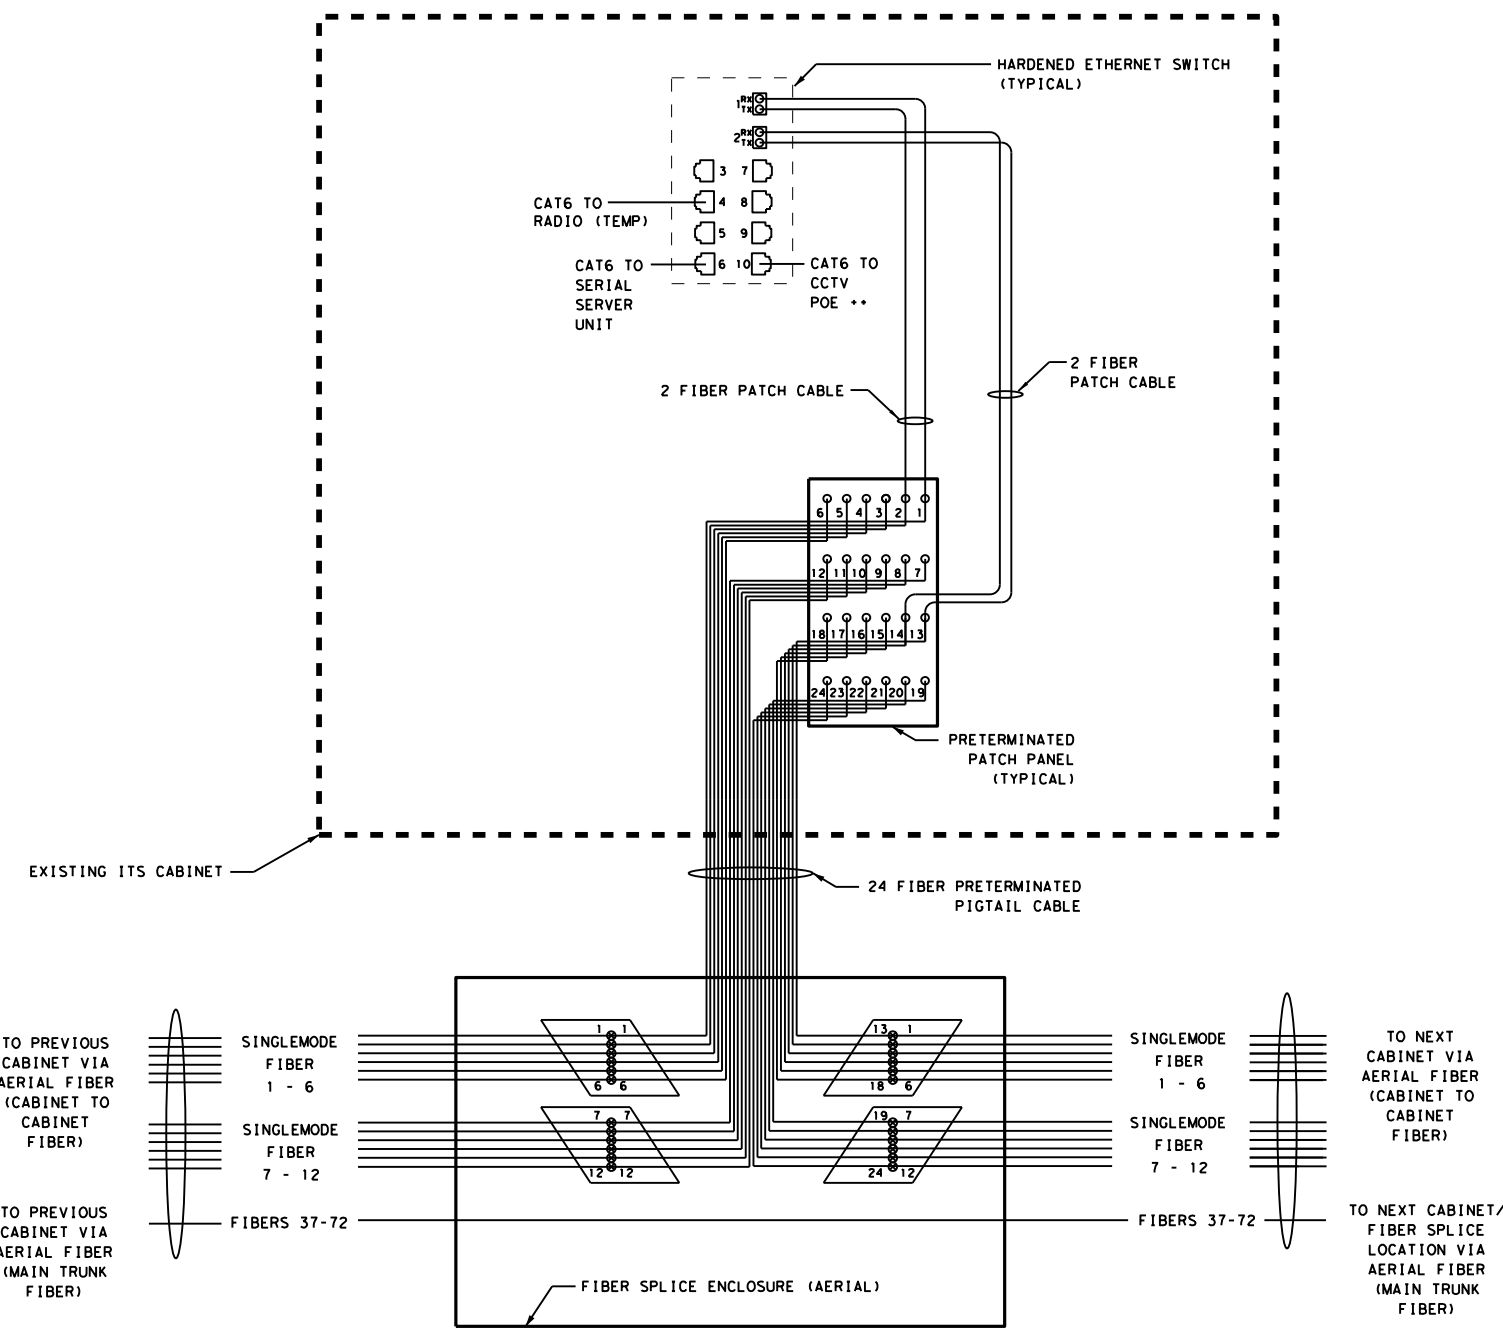 HARDENED ETHERNET SWITCH
(TYPICAL)
1 RX
TX
2 RX
TX
3 7
4 8
5 9
6 10
CAT6 TO
RADIO (TEMP)
CAT6 TO
SERIAL
SERVER
UNIT
CAT6 TO
CCTV
POE ++
2 FIBER
PATCH CABLE
2 FIBER PATCH CABLE
6 5 4 3 2 1
12 11 10 9 8 7
18 17 16 15 14 13
24 23 22 21 20 19
PRETERMINATED
PATCH PANEL
(TYPICAL)
EXISTING ITS CABINET
24 FIBER PRETERMINATED
PIGTAIL CABLE
TO PREVIOUS
CABINET VIA
AERIAL FIBER
(CABINET TO
CABINET
FIBER)
SINGLEMODE
FIBER
1 - 6
SINGLEMODE
FIBER
7 - 12
1 1
6 6
7 7
12 12
13 1
18 6
19 7
24 12
SINGLEMODE
FIBER
1 - 6
SINGLEMODE
FIBER
7 - 12
TO NEXT
CABINET VIA
AERIAL FIBER
(CABINET TO
CABINET
FIBER)
TO PREVIOUS
CABINET VIA
AERIAL FIBER
(MAIN TRUNK
FIBER)
FIBERS 37-72
FIBERS 37-72
TO NEXT CABINET/
FIBER SPLICE
LOCATION VIA
AERIAL FIBER
(MAIN TRUNK
FIBER)
FIBER SPLICE ENCLOSURE (AERIAL)